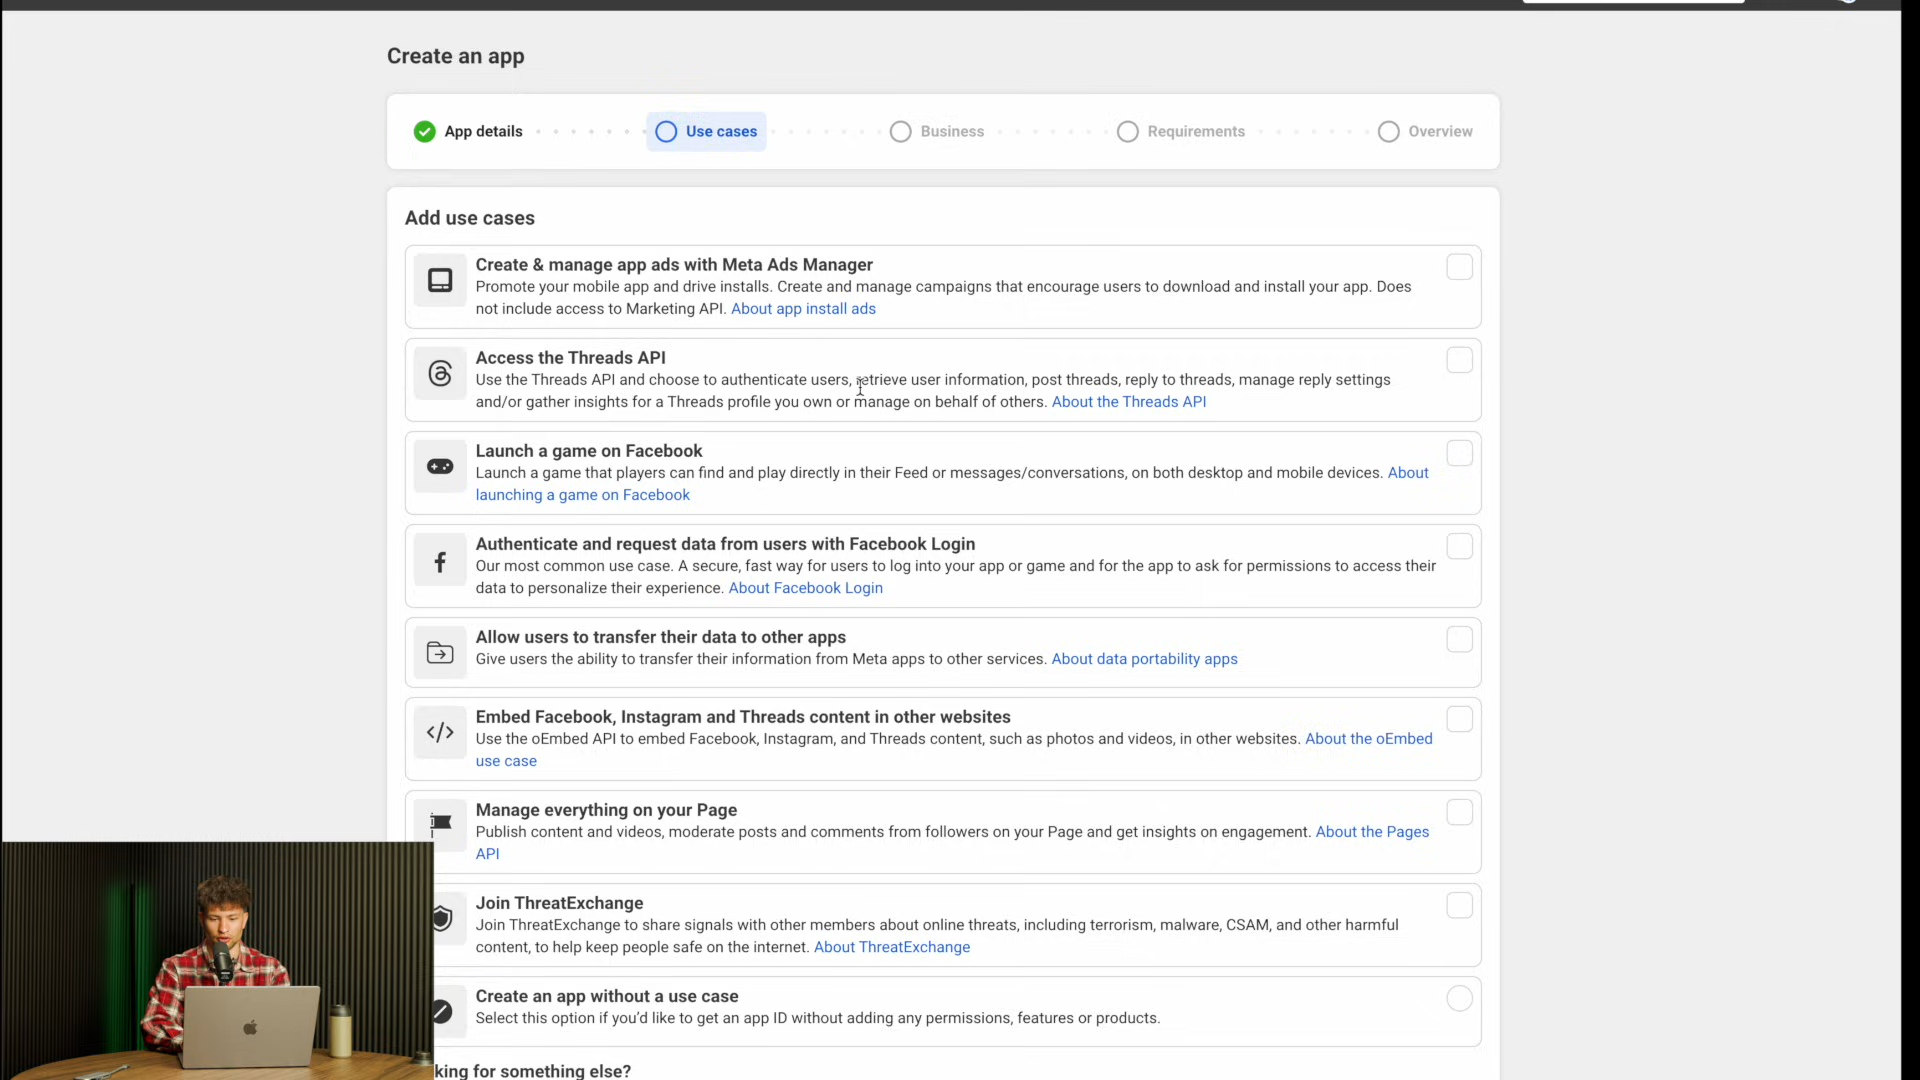 Create an app
App details
Use cases
Business
Requirements
Overview
Add use cases
Create & manage app ads with Meta Ads Manager
Promote your mobile app and drive installs. Create and manage campaigns that encourage users to download and install your app. Does
not include access to Marketing API. About app install ads
Access the Threads API
Use the Threads API and choose to authenticate users, retrieve user information, post threads, reply to threads, manage reply settings
and/or gather insights for a Threads profile you own or manage on behalf of others. About the Threads API
Launch a game on Facebook
Launch a game that players can find and play directly in their Feed or messages/conversations, on both desktop and mobile devices. About
launching a game on Facebook
Authenticate and request data from users with Facebook Login
Our most common use case. A secure, fast way for users to log into your app or game and for the app to ask for permissions to access their
data to personalize their experience. About Facebook Login
Allow users to transfer their data to other apps
Give users the ability to transfer their information from Meta apps to other services. About data portability apps
Embed Facebook, Instagram and Threads content in other websites
Use the oEmbed API to embed Facebook, Instagram, and Threads content, such as photos and videos, in other websites. About the oEmbed
use case
Manage everything on your Page
Publish content and videos, moderate posts and comments from followers on your Page and get insights on engagement. About the Pages
API
Join ThreatExchange
Join ThreatExchange to share signals with other members about online threats, including terrorism, malware, CSAM, and other harmful
content, to help keep people safe on the internet. About ThreatExchange
Create an app without a use case
Select this option if you'd like to get an app ID without adding any permissions, features or products.
king for something else?